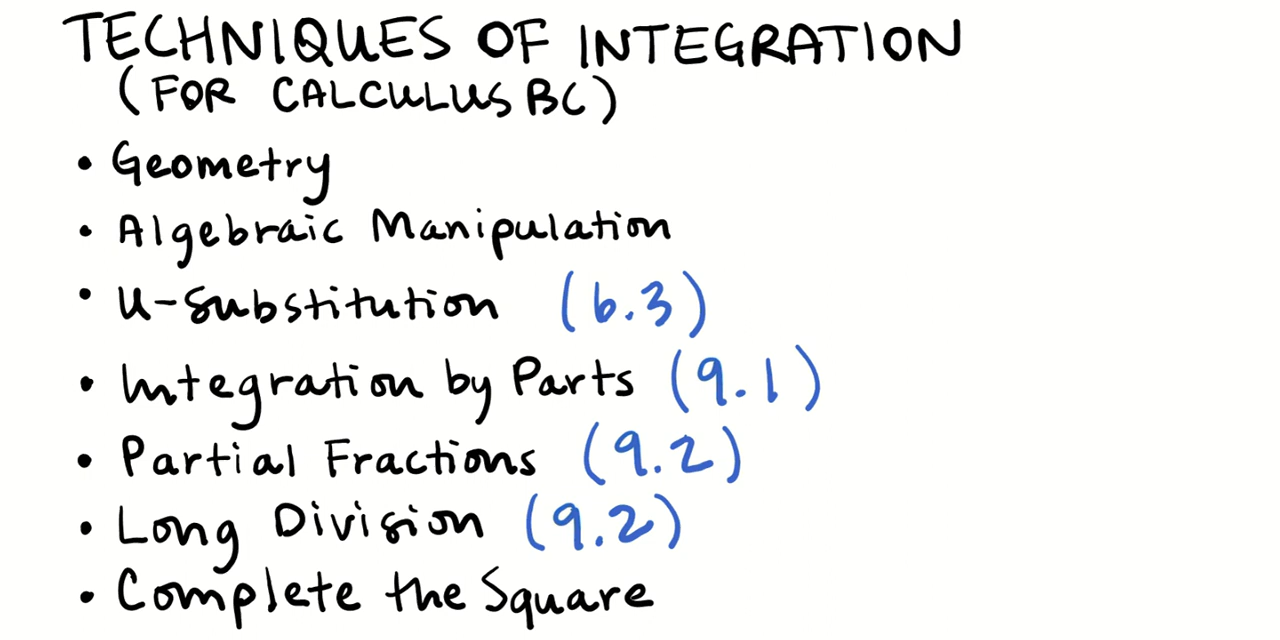 TECHNIQUES OF INTEGRATION
(FOR CALCULUS BC)
• Geometry
• Algebraic Manipulation
• U-Substitution (6.3)
• Integration by Parts (9.1)
• Partial Fractions (9.2)
• Long Division (9.2)
• Complete the Square